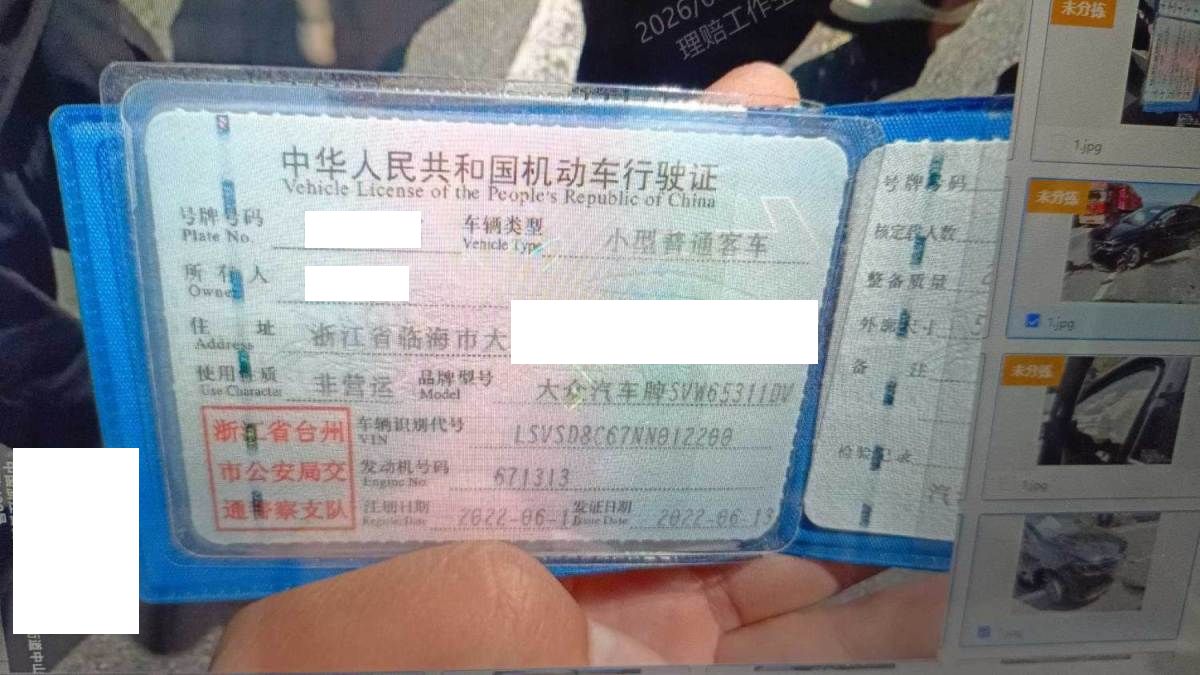 2026/0
理赔工作
中华人民共和国机动车行驶证
Vehicle License of the People's Republic of China
号牌号码
Plate No.
车辆类型
Vehicle Type
小型普通客车
所有人
Owner
住址
Address
浙江省临海市大
使用性质
Use Character
非营运
品牌型号
Model
大众汽车牌SVW65311DV
浙江省台州
市公安局交
通警察支队
车辆识别代号
VIN
LSVSD8C67NN012200
发动机号码
Engine No.
671313
注册日期
Register Date
2022-06-1
发证日期
Issue Date
2022-06-13
号牌号码
核定载人数
整备质量
外廓尺寸
备注
检验记录
汽
未分拣
1.jpg
未分拣
1.jpg
未分拣
1.jpg